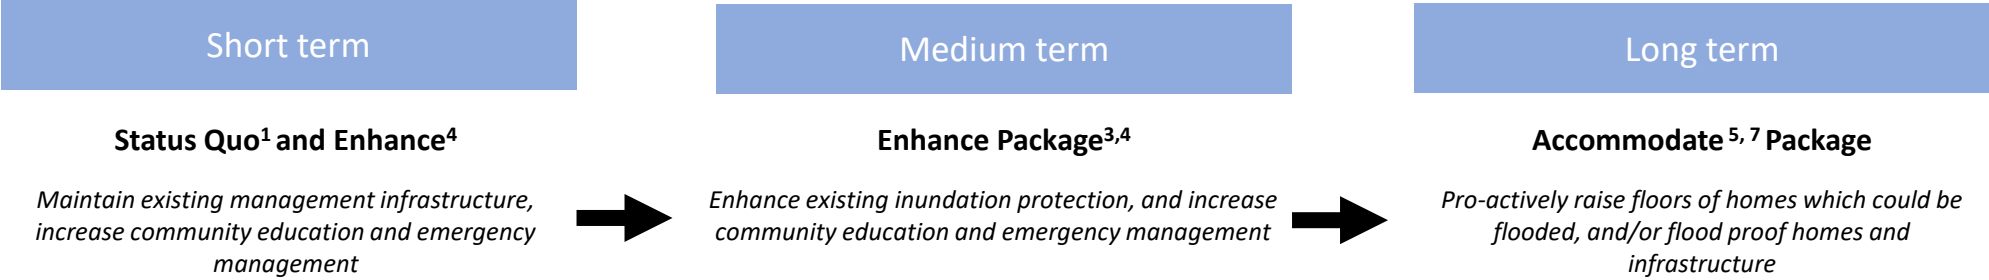 Short term
Status Quo¹ and Enhance⁴
Maintain existing management infrastructure,
increase community education and emergency
management
Medium term
Enhance Package³,⁴
Enhance existing inundation protection, and increase
community education and emergency management
Long term
Accommodate ⁵, ⁷ Package
Pro-actively raise floors of homes which could be
flooded, and/or flood proof homes and
infrastructure